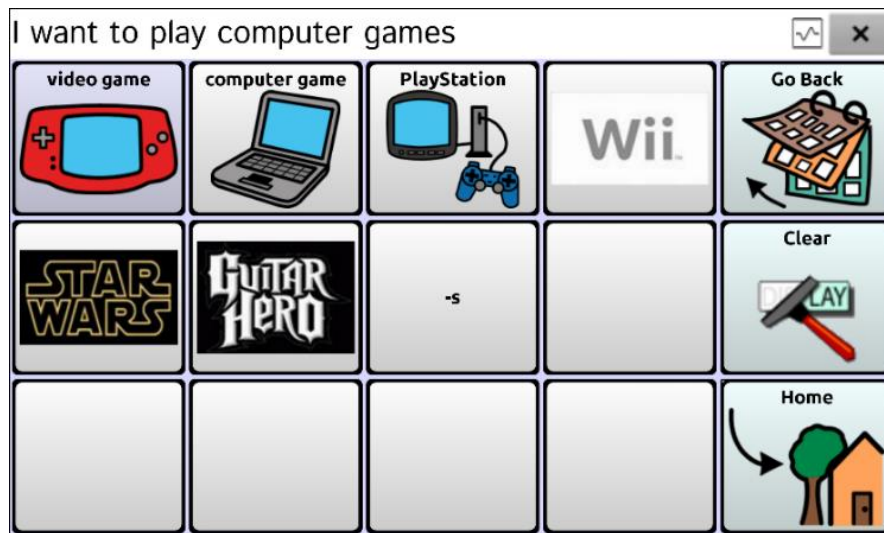 I want to play computer games
video game
computer game
PlayStation
Wii™
Go Back
STAR
WARS
GUITAR
HERO
-s
Clear
DISPLAY
Home